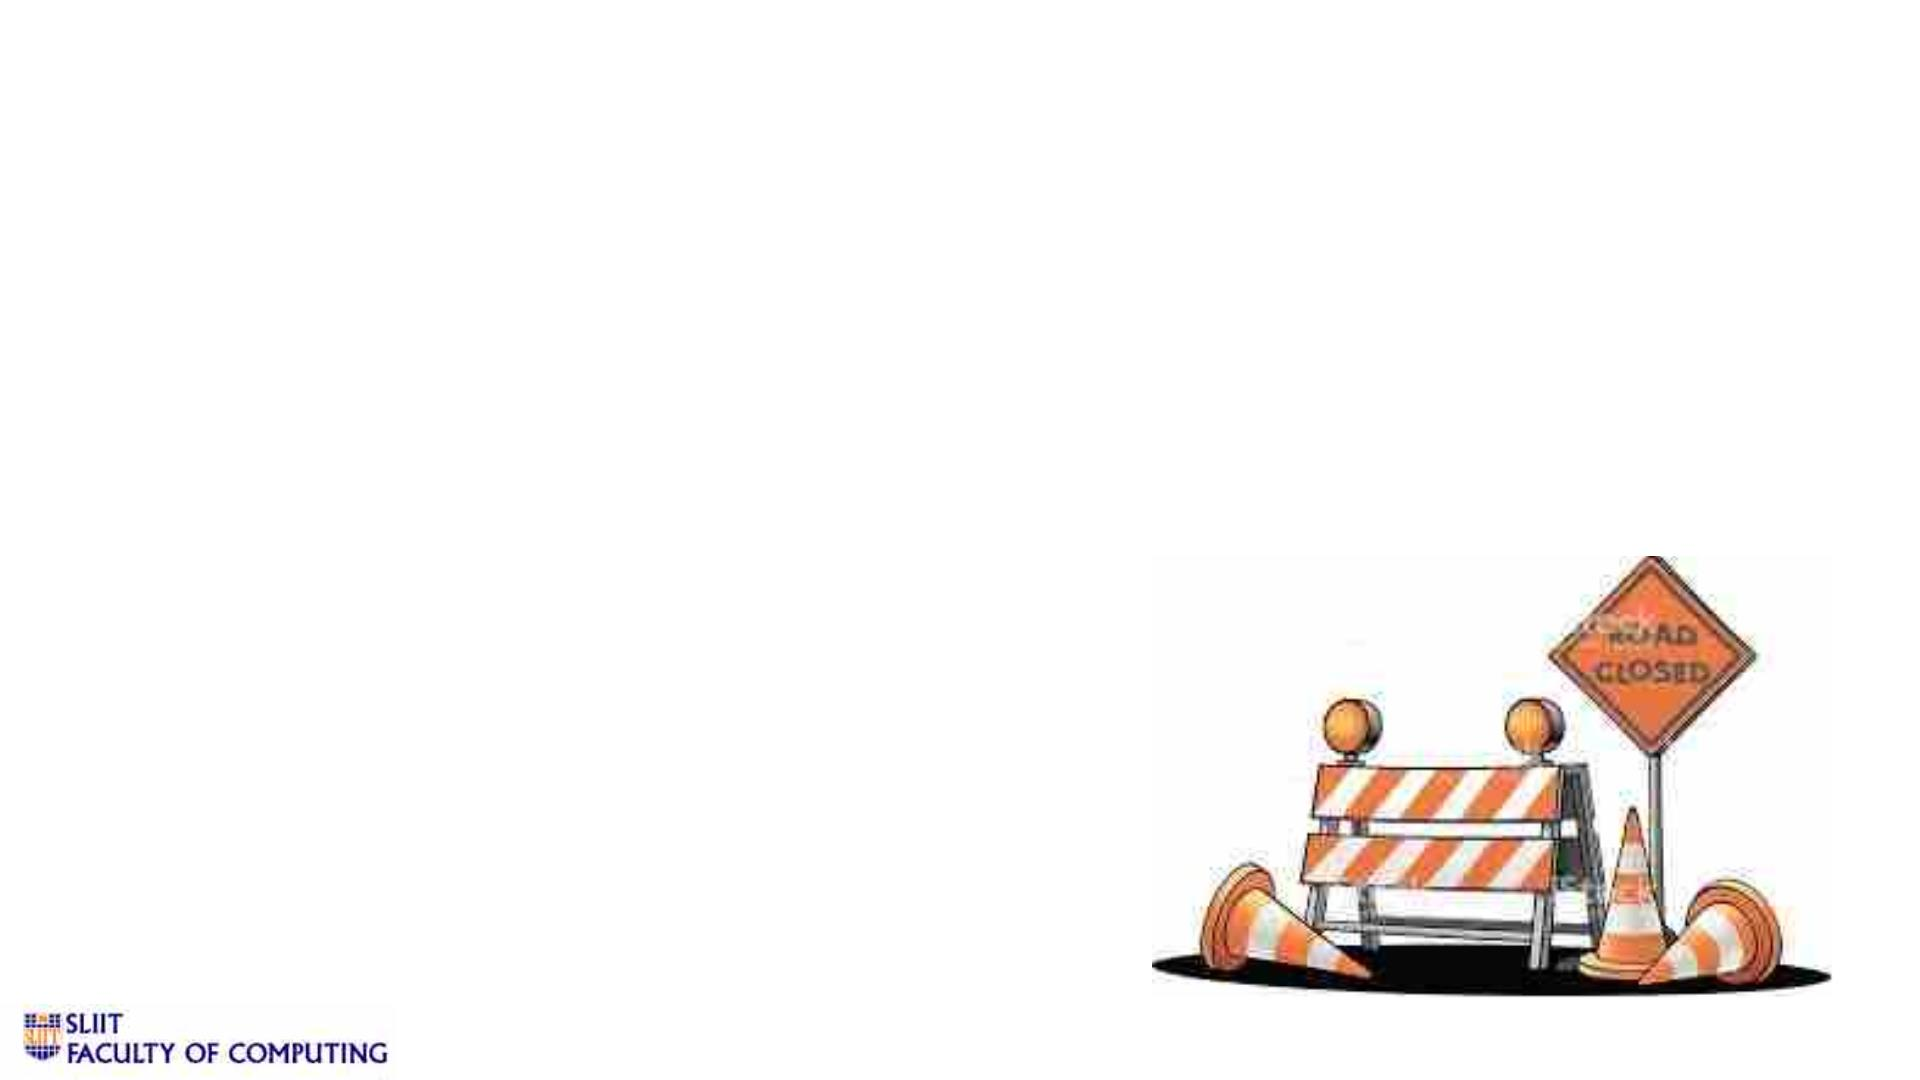 ROAD
CLOSED
SLIIT
FACULTY OF COMPUTING